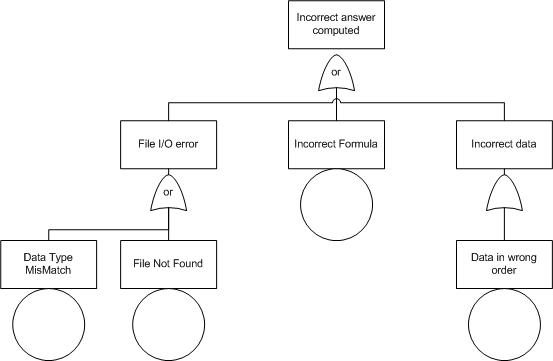 Incorrect answer
computed
or
File I/O error
Incorrect Formula
Incorrect data
or
Data Type
MisMatch
File Not Found
Data in wrong
order